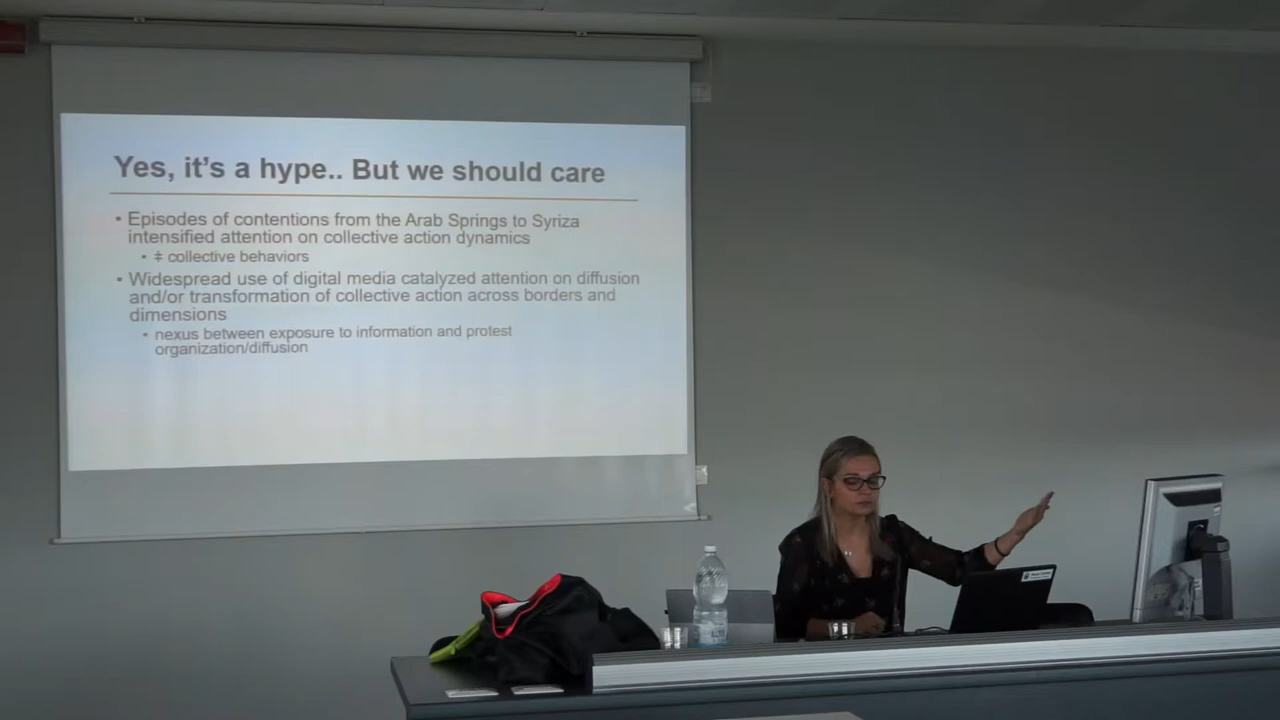 Yes, it's a hype.. But we should care
• Episodes of contentions from the Arab Springs to Syriza
intensified attention on collective action dynamics
• ‡ collective behaviors
• Widespread use of digital media catalyzed attention on diffusion
and/or transformation of collective action across borders and
dimensions
• nexus between exposure to information and protest
organization/diffusion